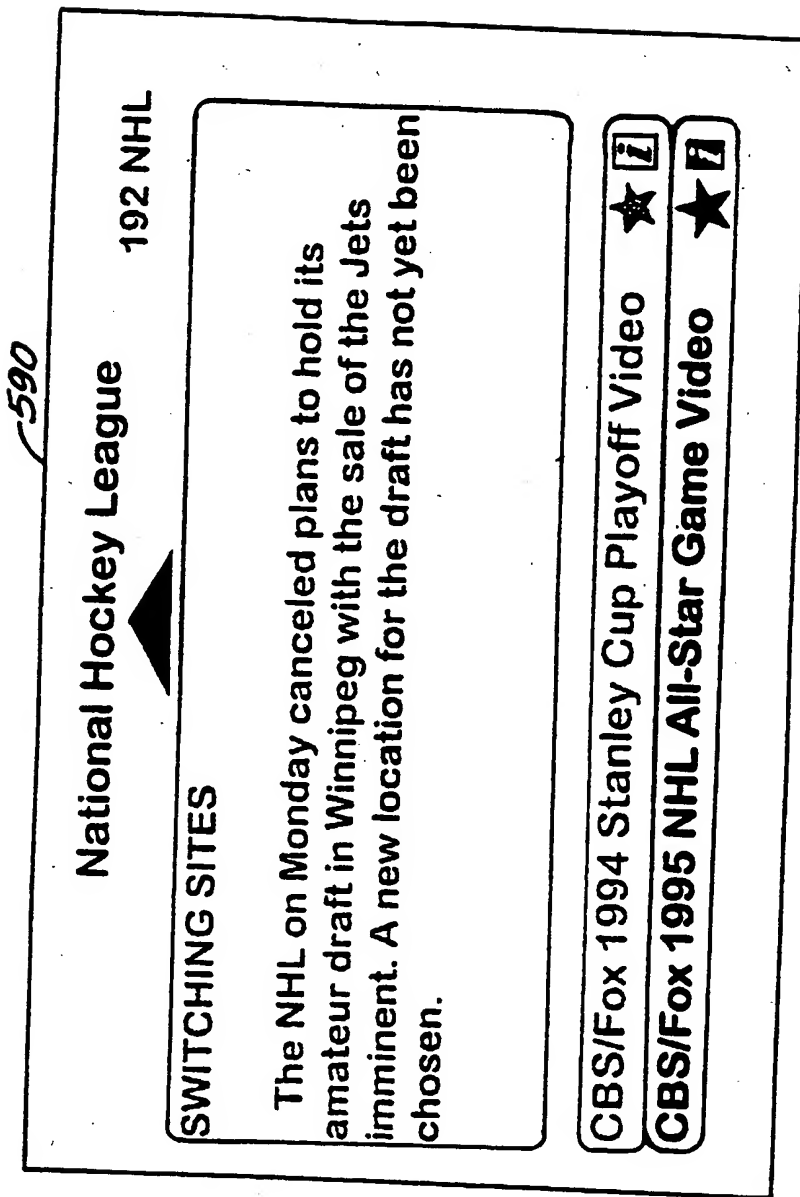 590
National Hockey League
192 NHL
SWITCHING SITES
The NHL on Monday canceled plans to hold its
amateur draft in Winnipeg with the sale of the Jets
imminent. A new location for the draft has not yet been
chosen.
CBS/Fox 1994 Stanley Cup Playoff Video i
CBS/Fox 1995 NHL All-Star Game Video i